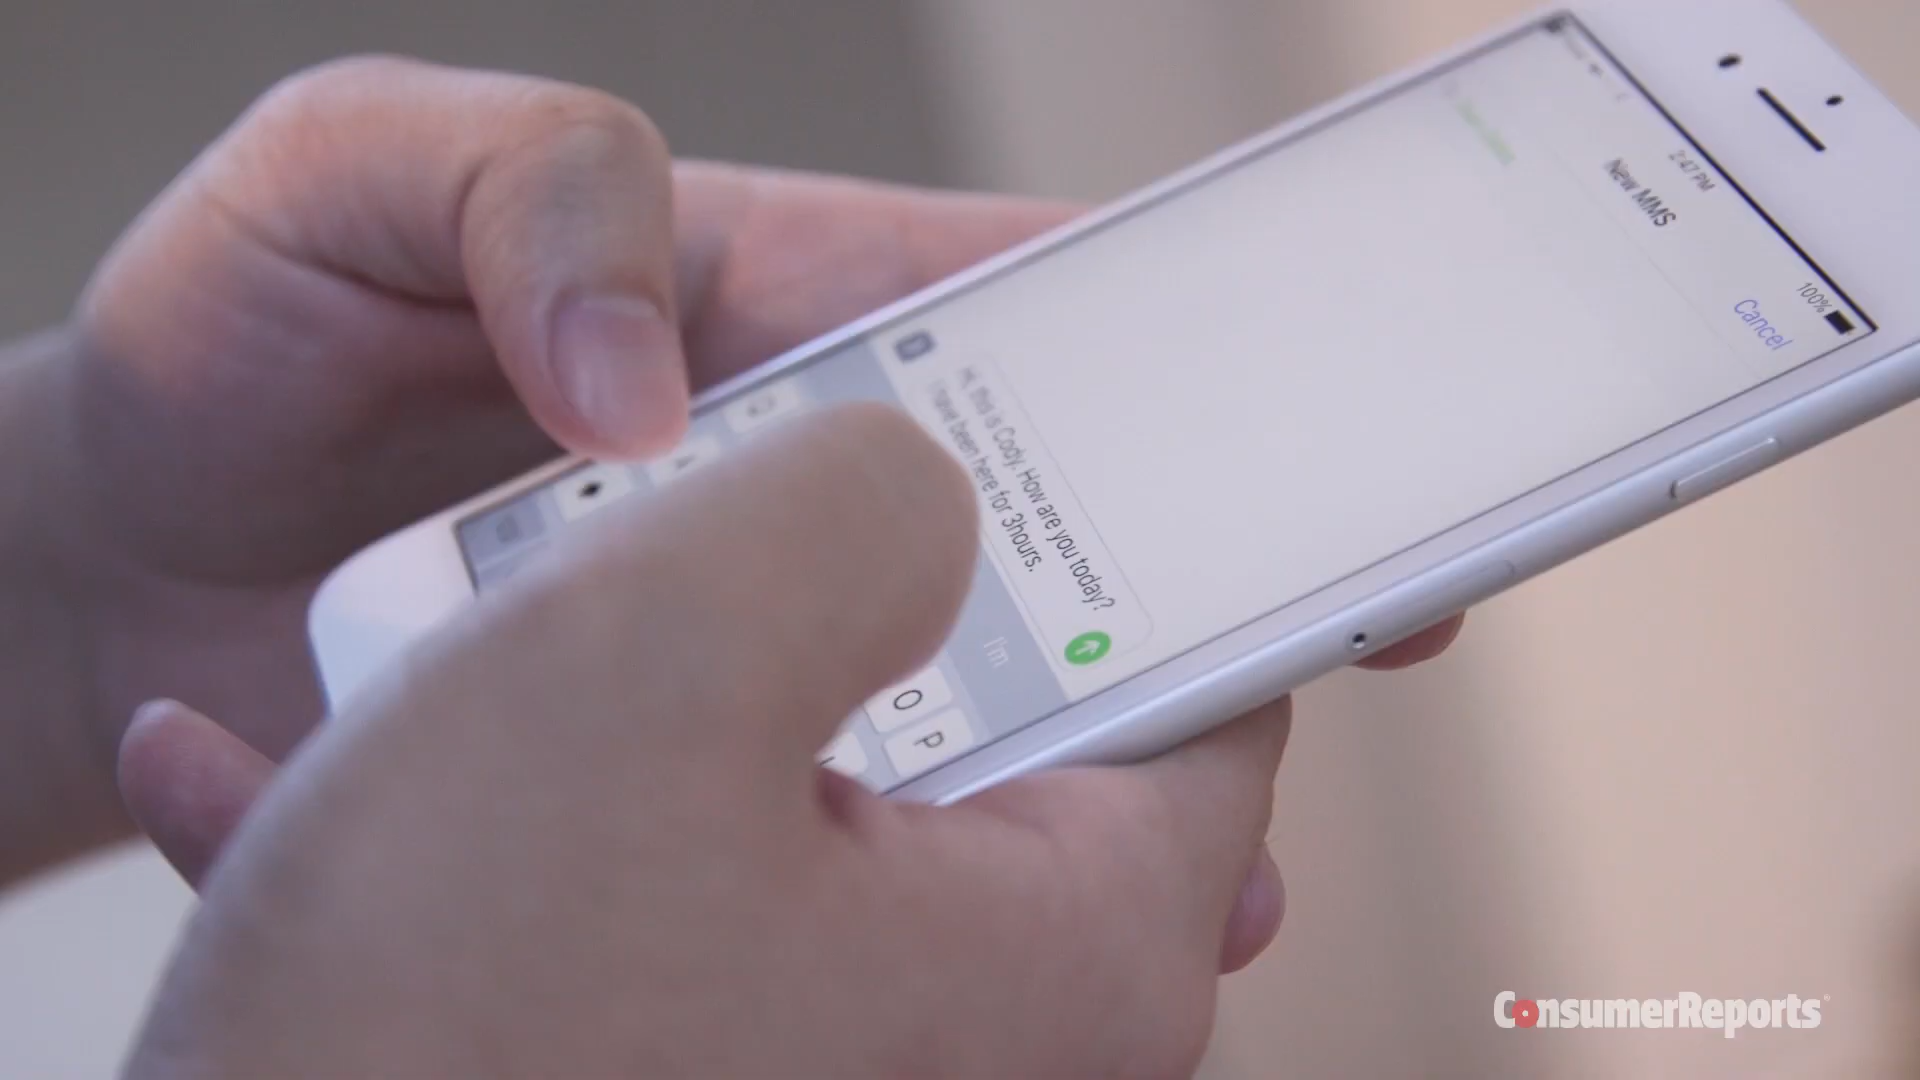 2:47 PM
100%
New MMS
Cancel
Hi, this is Cody. How are you today?
I have been here for 3hours.
I'm
A
O
P
ConsumerReports